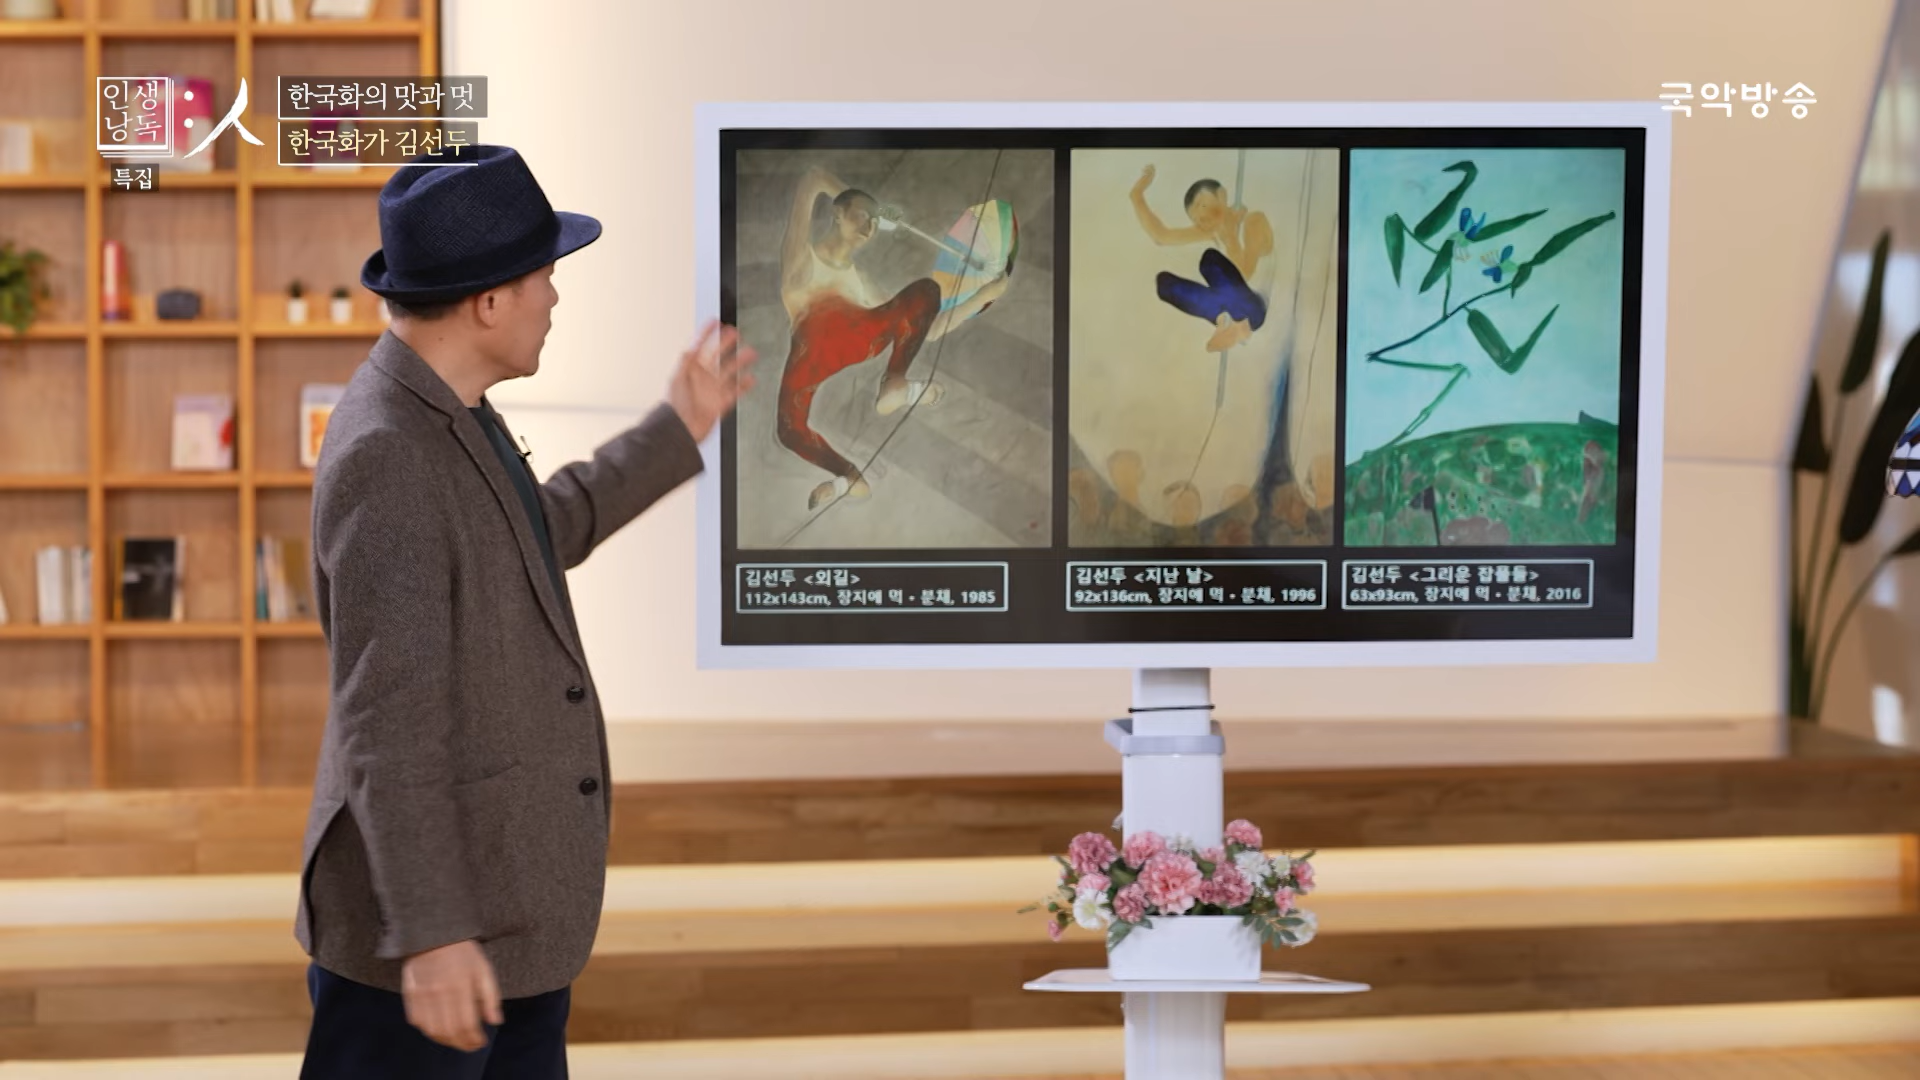 인생
낭독
:人
특집
한국화의 맛과 멋
한국화가 김선두
국악방송
김선두 <외길>
112x143cm, 장지에 먹·분채, 1985
김선두 <지난 날>
92x136cm, 장지에 먹·분채, 1996
김선두 <그리운 잡풀들>
63x93cm, 장지에 먹·분채, 2016